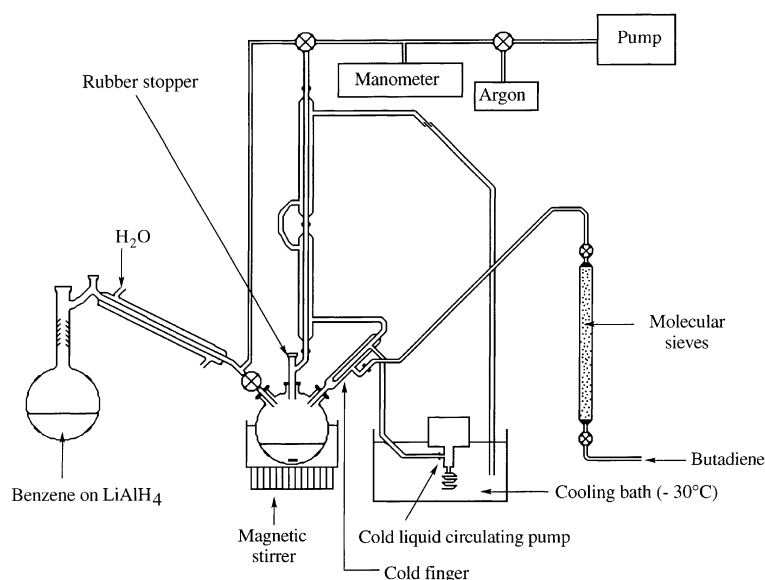 Pump
Rubber stopper
Manometer
Argon
H₂O
Molecular
sieves
Butadiene
Benzene on LiAlH₄
Cooling bath (- 30°C)
Magnetic
stirrer
Cold liquid circulating pump
Cold finger